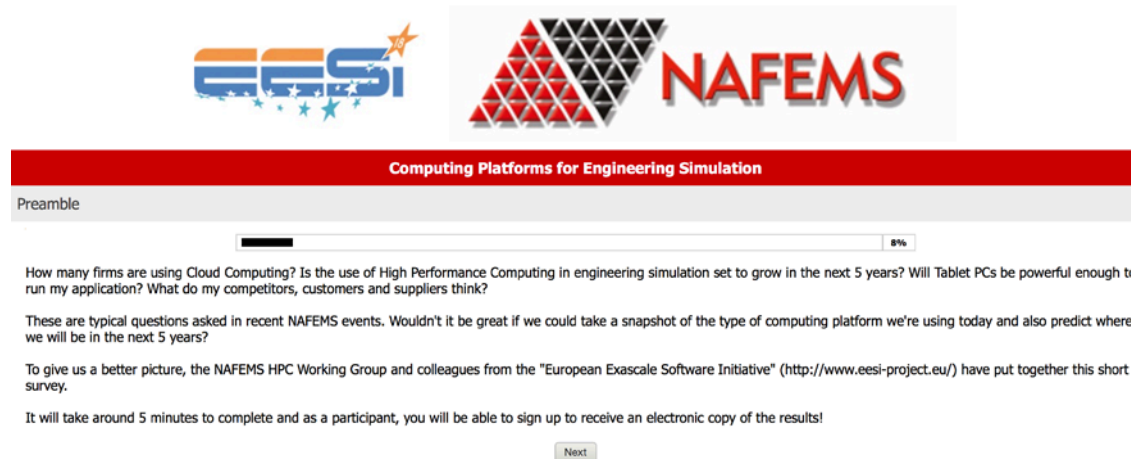 EESi
NAFEMS
Computing Platforms for Engineering Simulation
Preamble
8%
How many firms are using Cloud Computing? Is the use of High Performance Computing in engineering simulation set to grow in the next 5 years? Will Tablet PCs be powerful enough t
run my application? What do my competitors, customers and suppliers think?
These are typical questions asked in recent NAFEMS events. Wouldn't it be great if we could take a snapshot of the type of computing platform we're using today and also predict where
we will be in the next 5 years?
To give us a better picture, the NAFEMS HPC Working Group and colleagues from the "European Exascale Software Initiative" (http://www.eesi-project.eu/) have put together this short
survey.
It will take around 5 minutes to complete and as a participant, you will be able to sign up to receive an electronic copy of the results!
Next